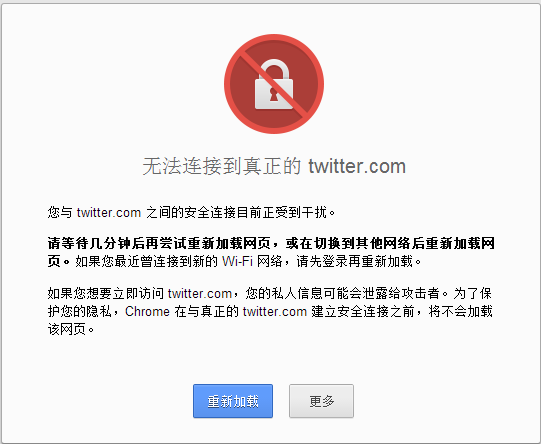 无法连接到真正的 twitter.com
您与 twitter.com 之间的安全连接目前正受到干扰。
请等待几分钟后再尝试重新加载网页，或在切换到其他网络后重新加载网
页。如果您最近曾连接到新的 Wi-Fi 网络，请先登录再重新加载。
如果您想要立即访问 twitter.com，您的私人信息可能会泄露给攻击者。为了保
护您的隐私，Chrome 在与真正的 twitter.com 建立安全连接之前，将不会加载
该网页。
重新加载 更多